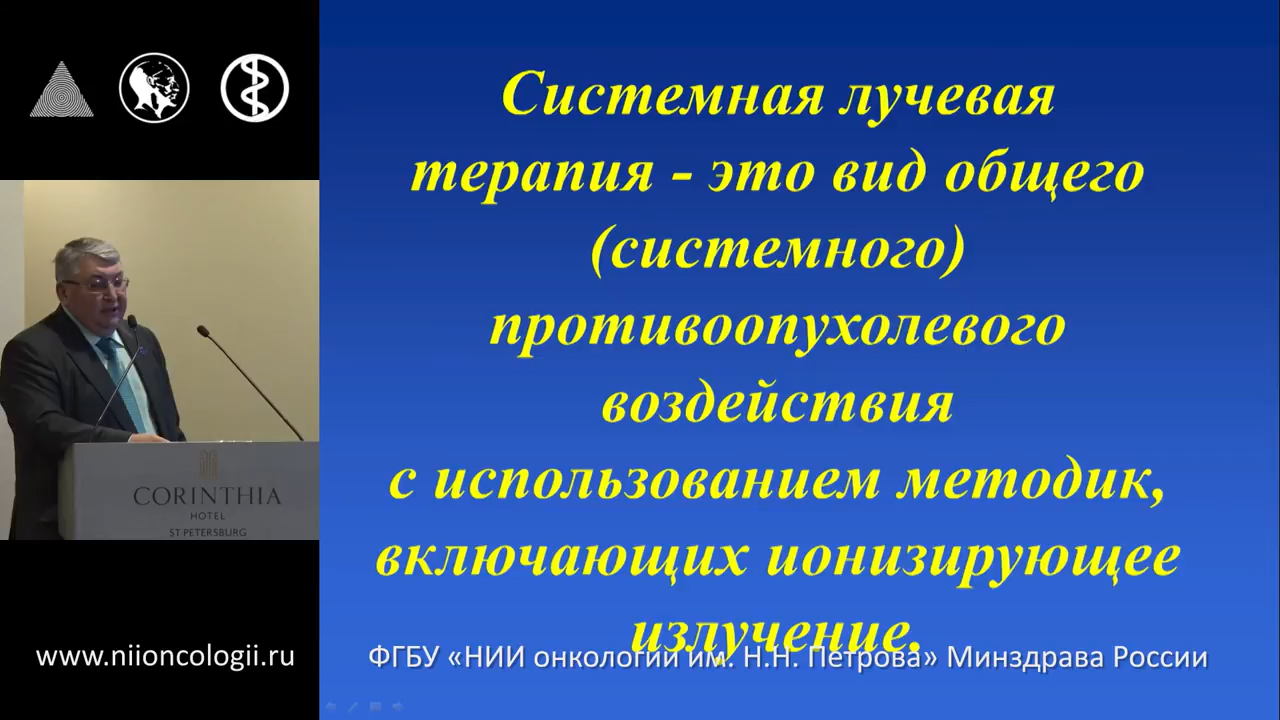 Системная лучевая
терапия - это вид общего
(системного)
противоопухолевого
воздействия
с использованием методик,
включающих ионизирующее
излучение.
CORINTHIA
HOTEL
ST PETERSBURG
www.niioncologii.ru
ФГБУ «НИИ онкологии им. Н.Н. Петрова» Минздрава России